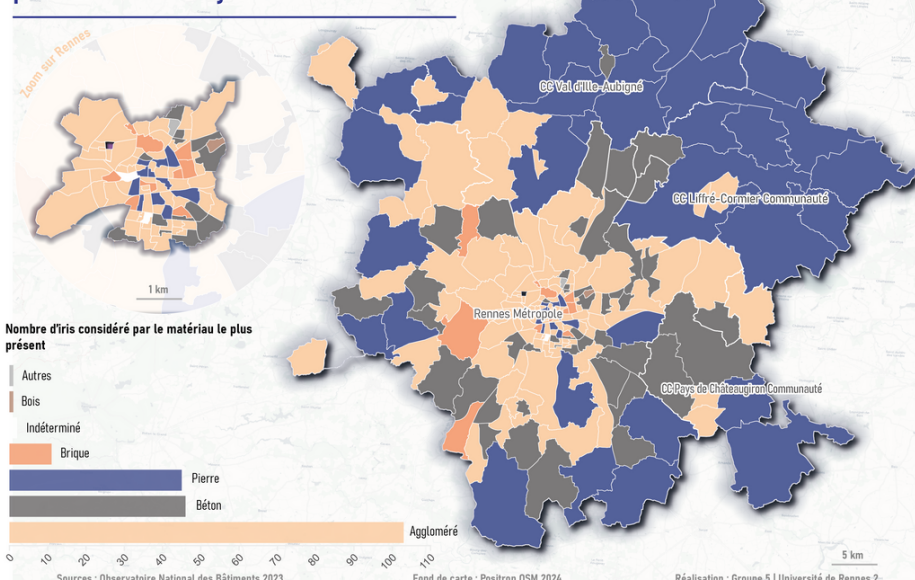 Zoom sur Rennes
CC Val d'Ille-Aubigné
CC Liffré-Cormier Communauté
1 km
Rennes Métropole
Nombre d'iris considéré par le matériau le plus
présent
Autres
Bois
CC Pays de Châteaugiron Communauté
Indéterminé
Brique
Pierre
Béton
Aggloméré
5 km
0 10 20 30 40 50 60 70 80 90 100 110
Sources : Observatoire National des Bâtiments 2023
Fond de carte : Positron OSM 2024
Réalisation : Groupe 5 | Université de Rennes 2